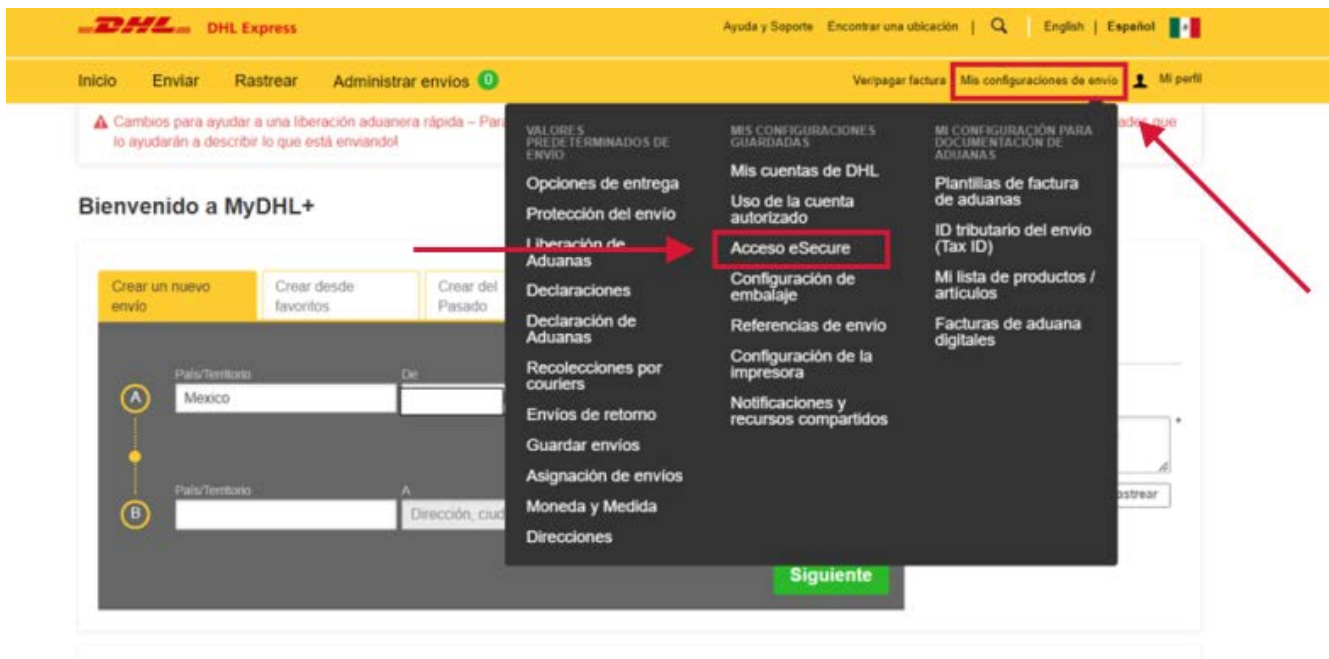 DHL DHL Express
Ayuda y Soporte Encontrar una ubicación | English | Español
Inicio Enviar Rastrear Administrar envíos 0
Ver/pagar factura Mis configuraciones de envío Mi perfil
Cambios para ayudar a una liberación aduanera rápida – Par
lo ayudarán a describir lo que está enviando!
que
Bienvenido a MyDHL+
Crear un nuevo
envío
Crear desde
favoritos
Crear del
Pasado
País/Territorio
De
A
Mexico
País/Territorio
A
B
Dirección, ciud
Siguiente
VALORES
PREDETERMINADOS DE
ENVÍO
Opciones de entrega
Protección del envío
Liberación de
Aduanas
Declaraciones
Declaración de
Aduanas
Recolecciones por
couriers
Envíos de retorno
Guardar envíos
Asignación de envíos
Moneda y Medida
Direcciones
MIS CONFIGURACIONES
GUARDADAS
Mis cuentas de DHL
Uso de la cuenta
autorizado
Acceso eSecure
Configuración de
embalaje
Referencias de envío
Configuración de la
impresora
Notificaciones y
recursos compartidos
MI CONFIGURACIÓN PARA
DOCUMENTACIÓN DE
ADUANAS
Plantillas de factura
de aduanas
ID tributario del envío
(Tax ID)
Mi lista de productos /
artículos
Facturas de aduana
digitales
*
astrear